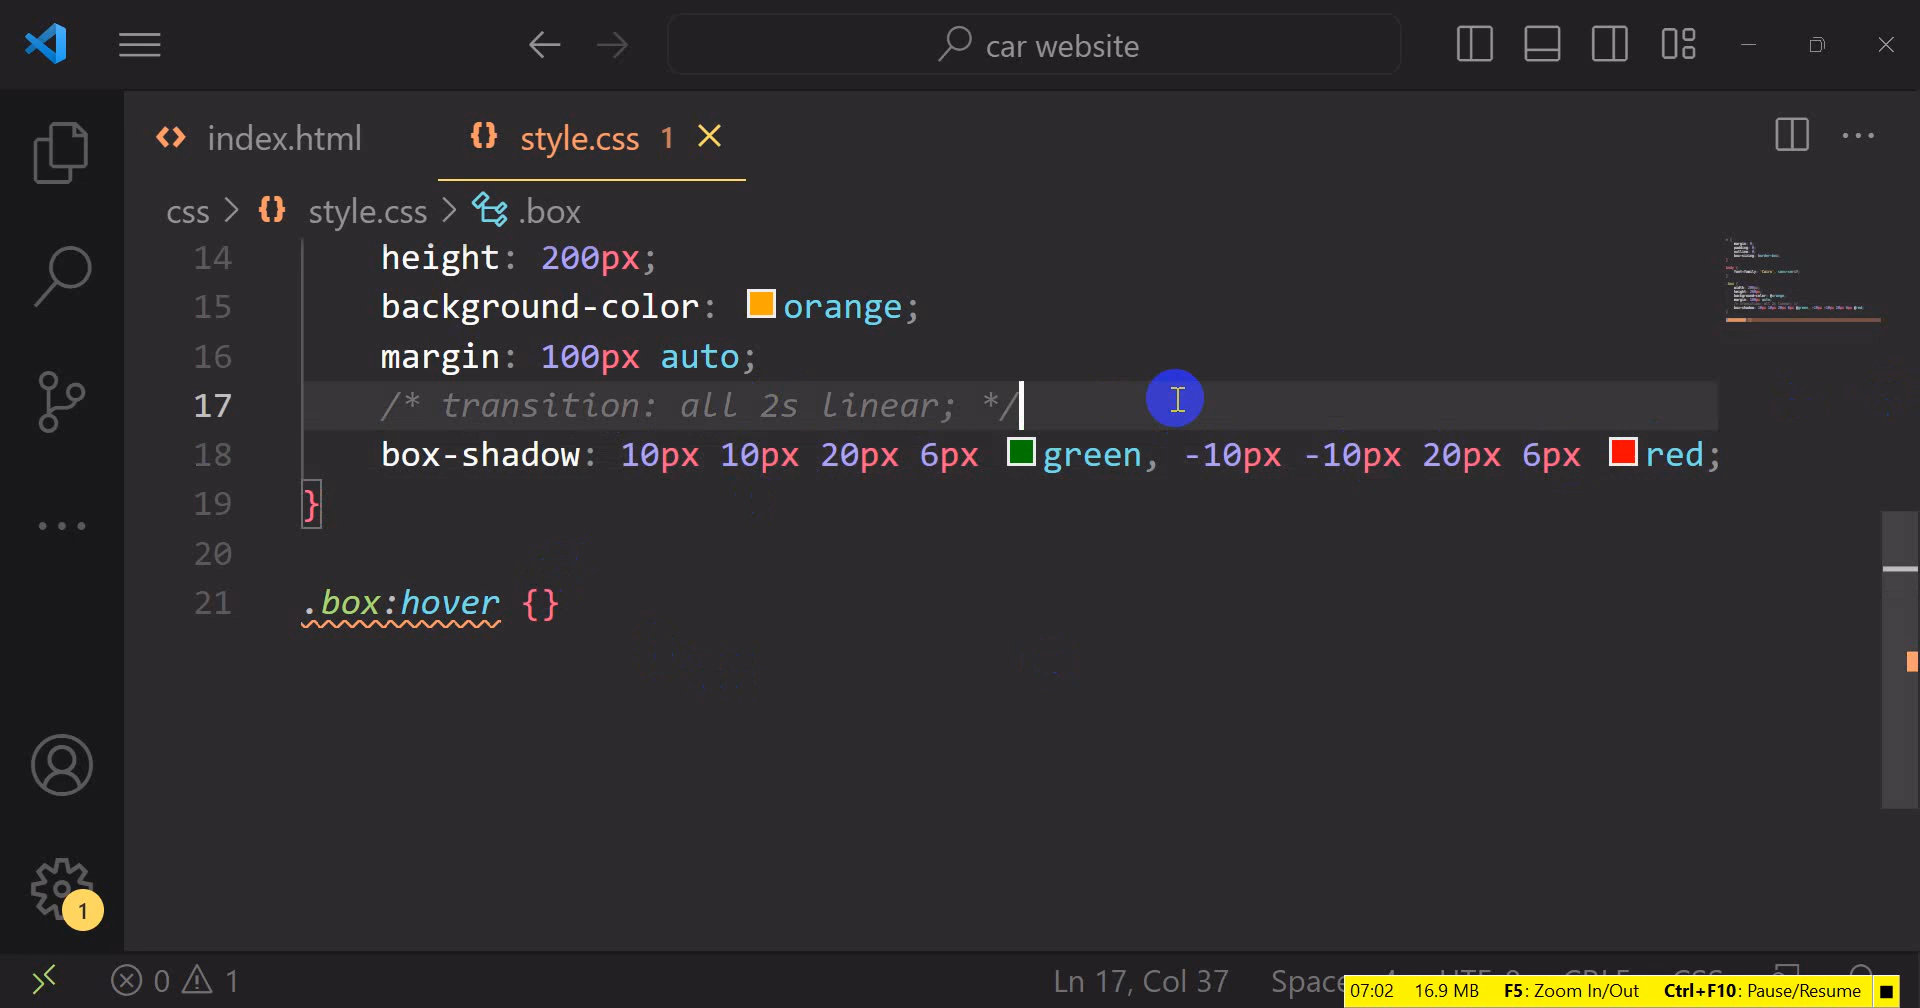 car website
index.html
style.css 1
css > style.css > .box
14 height: 200px;
15 background-color: orange;
16 margin: 100px auto;
17 /* transition: all 2s linear; */
18 box-shadow: 10px 10px 20px 6px green, -10px -10px 20px 6px red;
19 }
20
21 .box:hover {}
1
0 1
Ln 17, Col 37
07:02 16.9 MB F5: Zoom In/Out Ctrl+F10: Pause/Resume